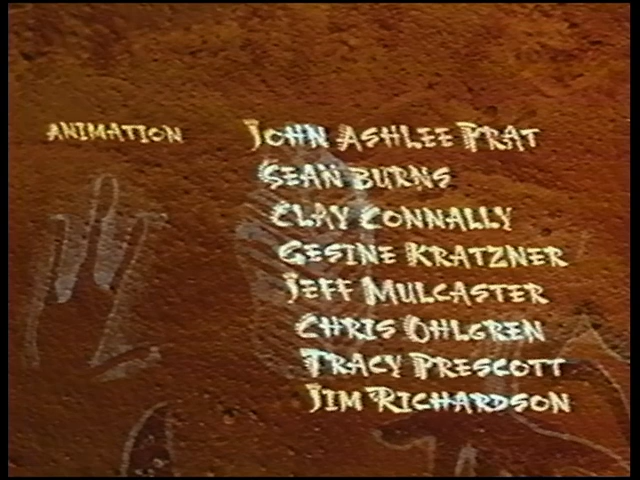 ANIMATION
JOHN ASHLEE PRAT
SEAN BURNS
CLAY CONNALLY
GESINE KRATZNER
JEFF MULCASTER
CHRIS OHLGREN
TRACY PRESCOTT
JIM RICHARDSON